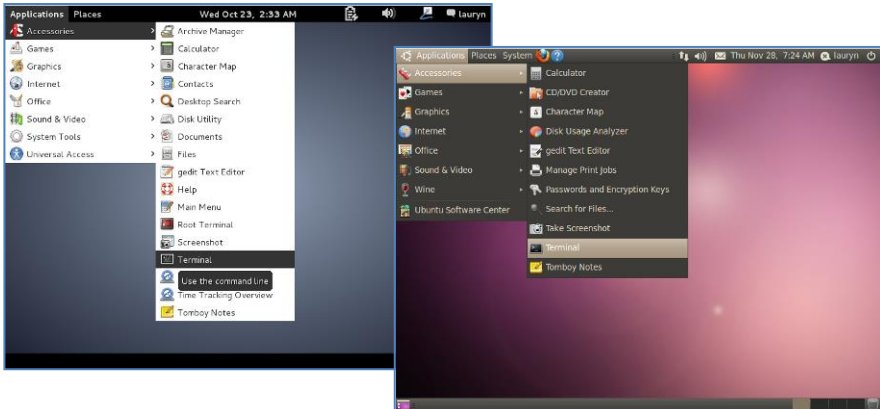 Applications Places Wed Oct 23, 2:33 AM lauryn
Accessories
Games
Graphics
Internet
Office
Sound & Video
System Tools
Universal Access
Archive Manager
Calculator
Character Map
Contacts
Desktop Search
Disk Utility
Documents
Files
gedit Text Editor
Help
Main Menu
Root Terminal
Screenshot
Terminal
Use the command line
Time Tracking Overview
Tomboy Notes
Applications Places System Thu Nov 28, 7:24 AM lauryn
Accessories
Games
Graphics
Internet
Office
Sound & Video
Wine
Ubuntu Software Center
Calculator
CD/DVD Creator
Character Map
Disk Usage Analyzer
gedit Text Editor
Manage Print Jobs
Passwords and Encryption Keys
Search for Files...
Take Screenshot
Terminal
Tomboy Notes